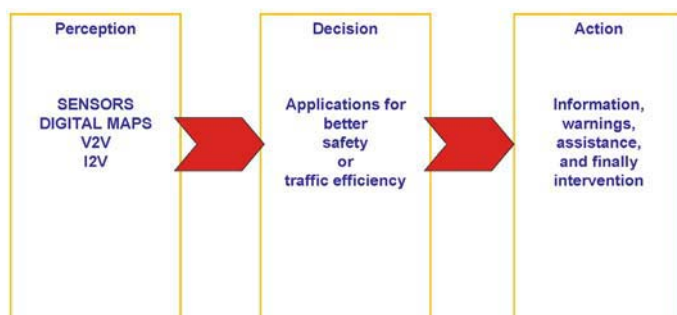 Perception
SENSORS
DIGITAL MAPS
V2V
I2V
Decision
Applications for
better
safety
or
traffic efficiency
Action
Information,
warnings,
assistance,
and finally
intervention